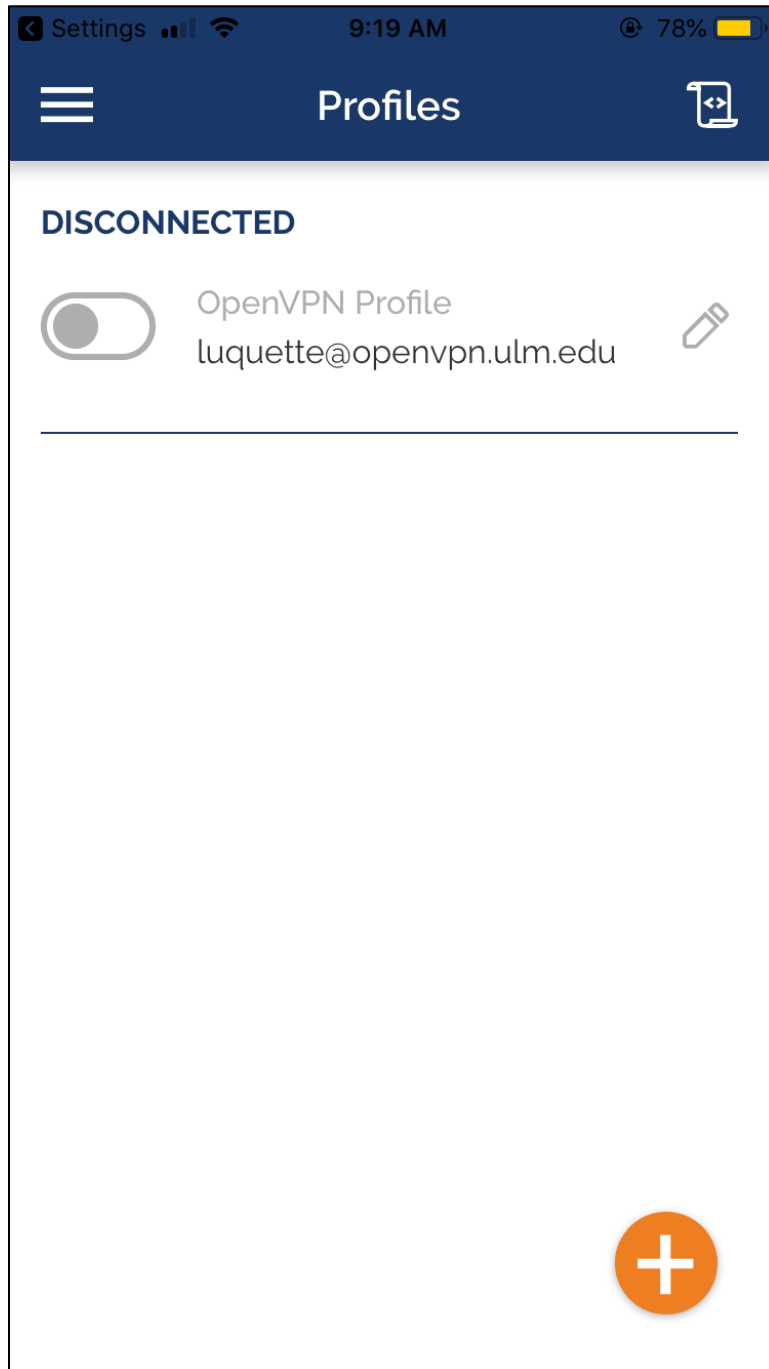 Settings 9:19 AM 78%
Profiles
DISCONNECTED
OpenVPN Profile
luquette@openvpn.ulm.edu